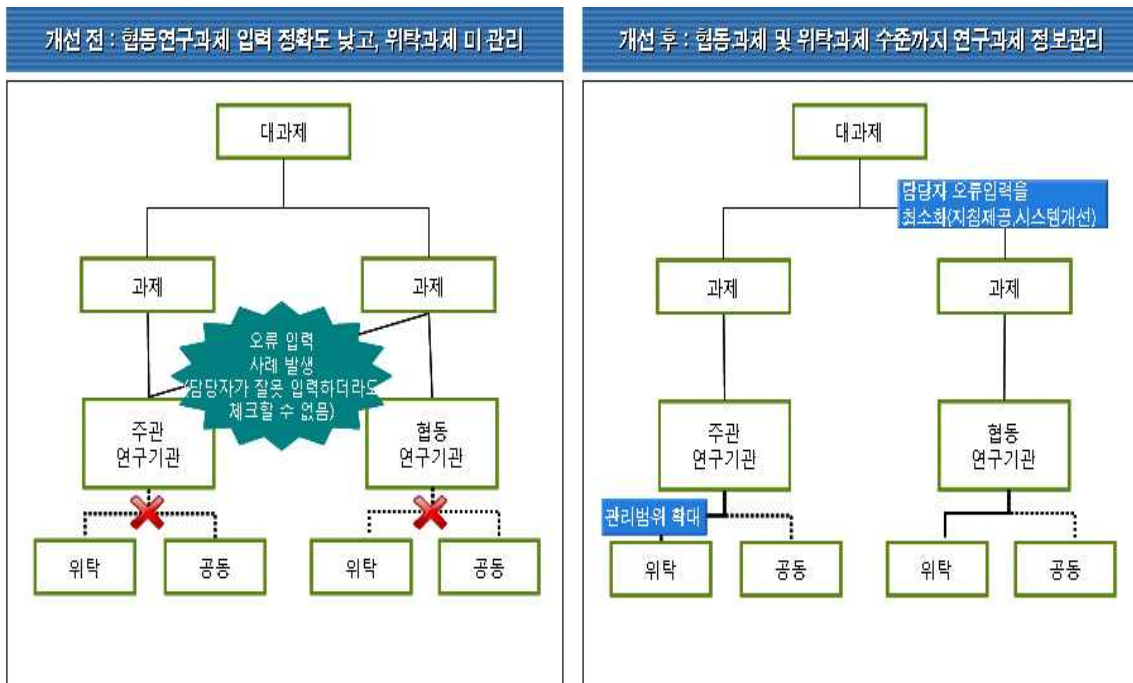 개선 전 : 협동연구과제 입력 정확도 낮고, 위탁과제 미 관리
대과제
과제
과제
오류 입력
사례 발생
(담당자가 잘못 입력하더라도
체크할 수 없음)
주관
연구기관
협동
연구기관
위탁
공동
위탁
공동
개선 후 : 협동과제 및 위탁과제 수준까지 연구과제 정보관리
대과제
담당자 오류입력을
최소화(지침제공,시스템개선)
과제
과제
주관
연구기관
협동
연구기관
관리범위 확대
위탁
공동
위탁
공동